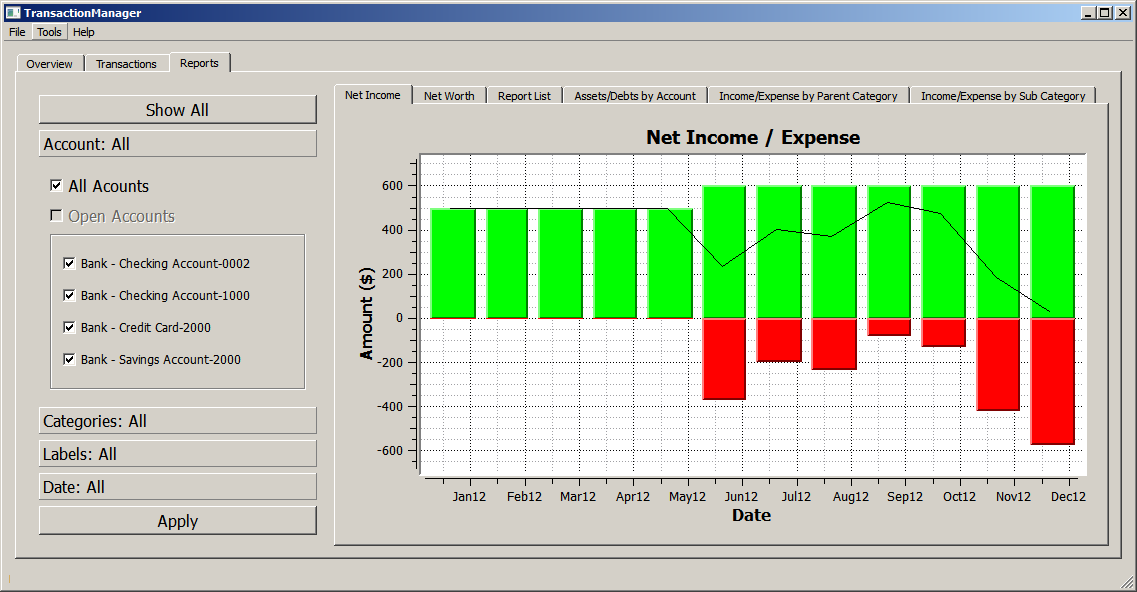 TransactionManager
File Tools Help
Overview Transactions Reports
Show All
Account: All
All Acounts
Open Accounts
Bank - Checking Account-0002
Bank - Checking Account-1000
Bank - Credit Card-2000
Bank - Savings Account-2000
Categories: All
Labels: All
Date: All
Apply
Net Income Net Worth Report List Assets/Debts by Account Income/Expense by Parent Category Income/Expense by Sub Category
Net Income / Expense
Amount ($)
600
400
200
0
-200
-400
-600
Jan12 Feb12 Mar12 Apr12 May12 Jun12 Jul12 Aug12 Sep12 Oct12 Nov12 Dec12
Date